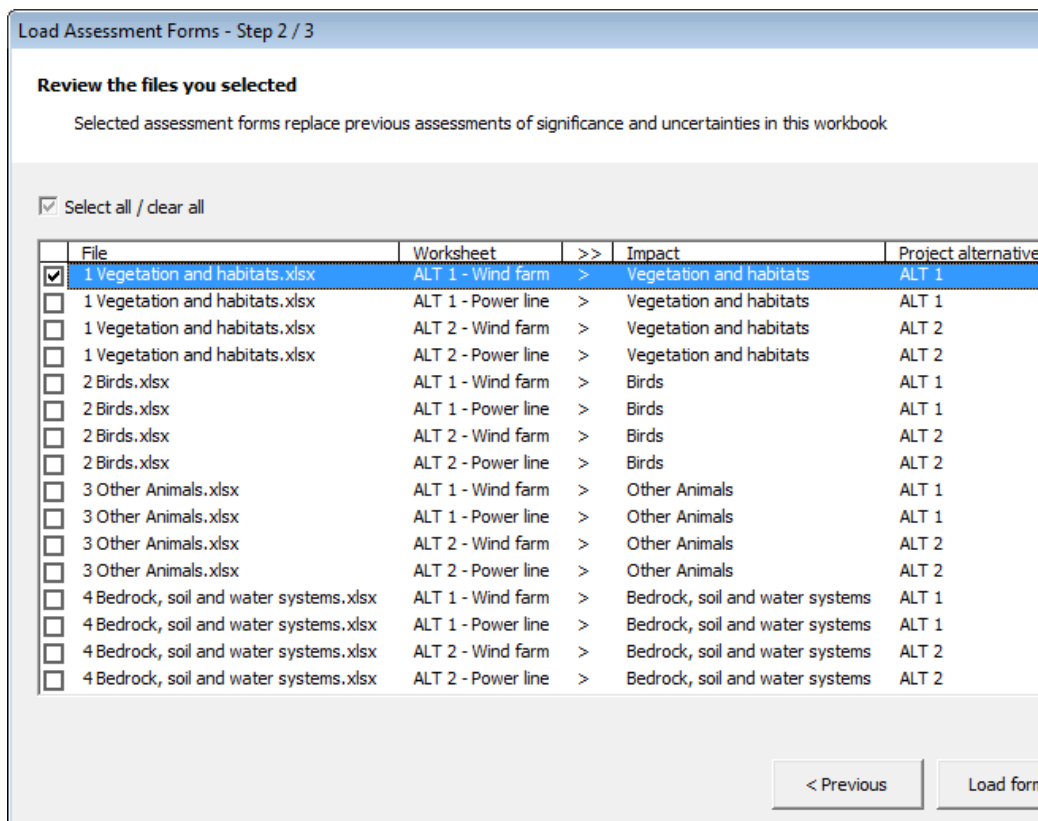 Load Assessment Forms - Step 2 / 3
Review the files you selected
Selected assessment forms replace previous assessments of significance and uncertainties in this workbook
Select all / clear all
File Worksheet >> Impact Project alternative
1 Vegetation and habitats.xlsx ALT 1 - Wind farm > Vegetation and habitats ALT 1
1 Vegetation and habitats.xlsx ALT 1 - Power line > Vegetation and habitats ALT 1
1 Vegetation and habitats.xlsx ALT 2 - Wind farm > Vegetation and habitats ALT 2
1 Vegetation and habitats.xlsx ALT 2 - Power line > Vegetation and habitats ALT 2
2 Birds.xlsx ALT 1 - Wind farm > Birds ALT 1
2 Birds.xlsx ALT 1 - Power line > Birds ALT 1
2 Birds.xlsx ALT 2 - Wind farm > Birds ALT 2
2 Birds.xlsx ALT 2 - Power line > Birds ALT 2
3 Other Animals.xlsx ALT 1 - Wind farm > Other Animals ALT 1
3 Other Animals.xlsx ALT 1 - Power line > Other Animals ALT 1
3 Other Animals.xlsx ALT 2 - Wind farm > Other Animals ALT 2
3 Other Animals.xlsx ALT 2 - Power line > Other Animals ALT 2
4 Bedrock, soil and water systems.xlsx ALT 1 - Wind farm > Bedrock, soil and water systems ALT 1
4 Bedrock, soil and water systems.xlsx ALT 1 - Power line > Bedrock, soil and water systems ALT 1
4 Bedrock, soil and water systems.xlsx ALT 2 - Wind farm > Bedrock, soil and water systems ALT 2
4 Bedrock, soil and water systems.xlsx ALT 2 - Power line > Bedrock, soil and water systems ALT 2
< Previous Load